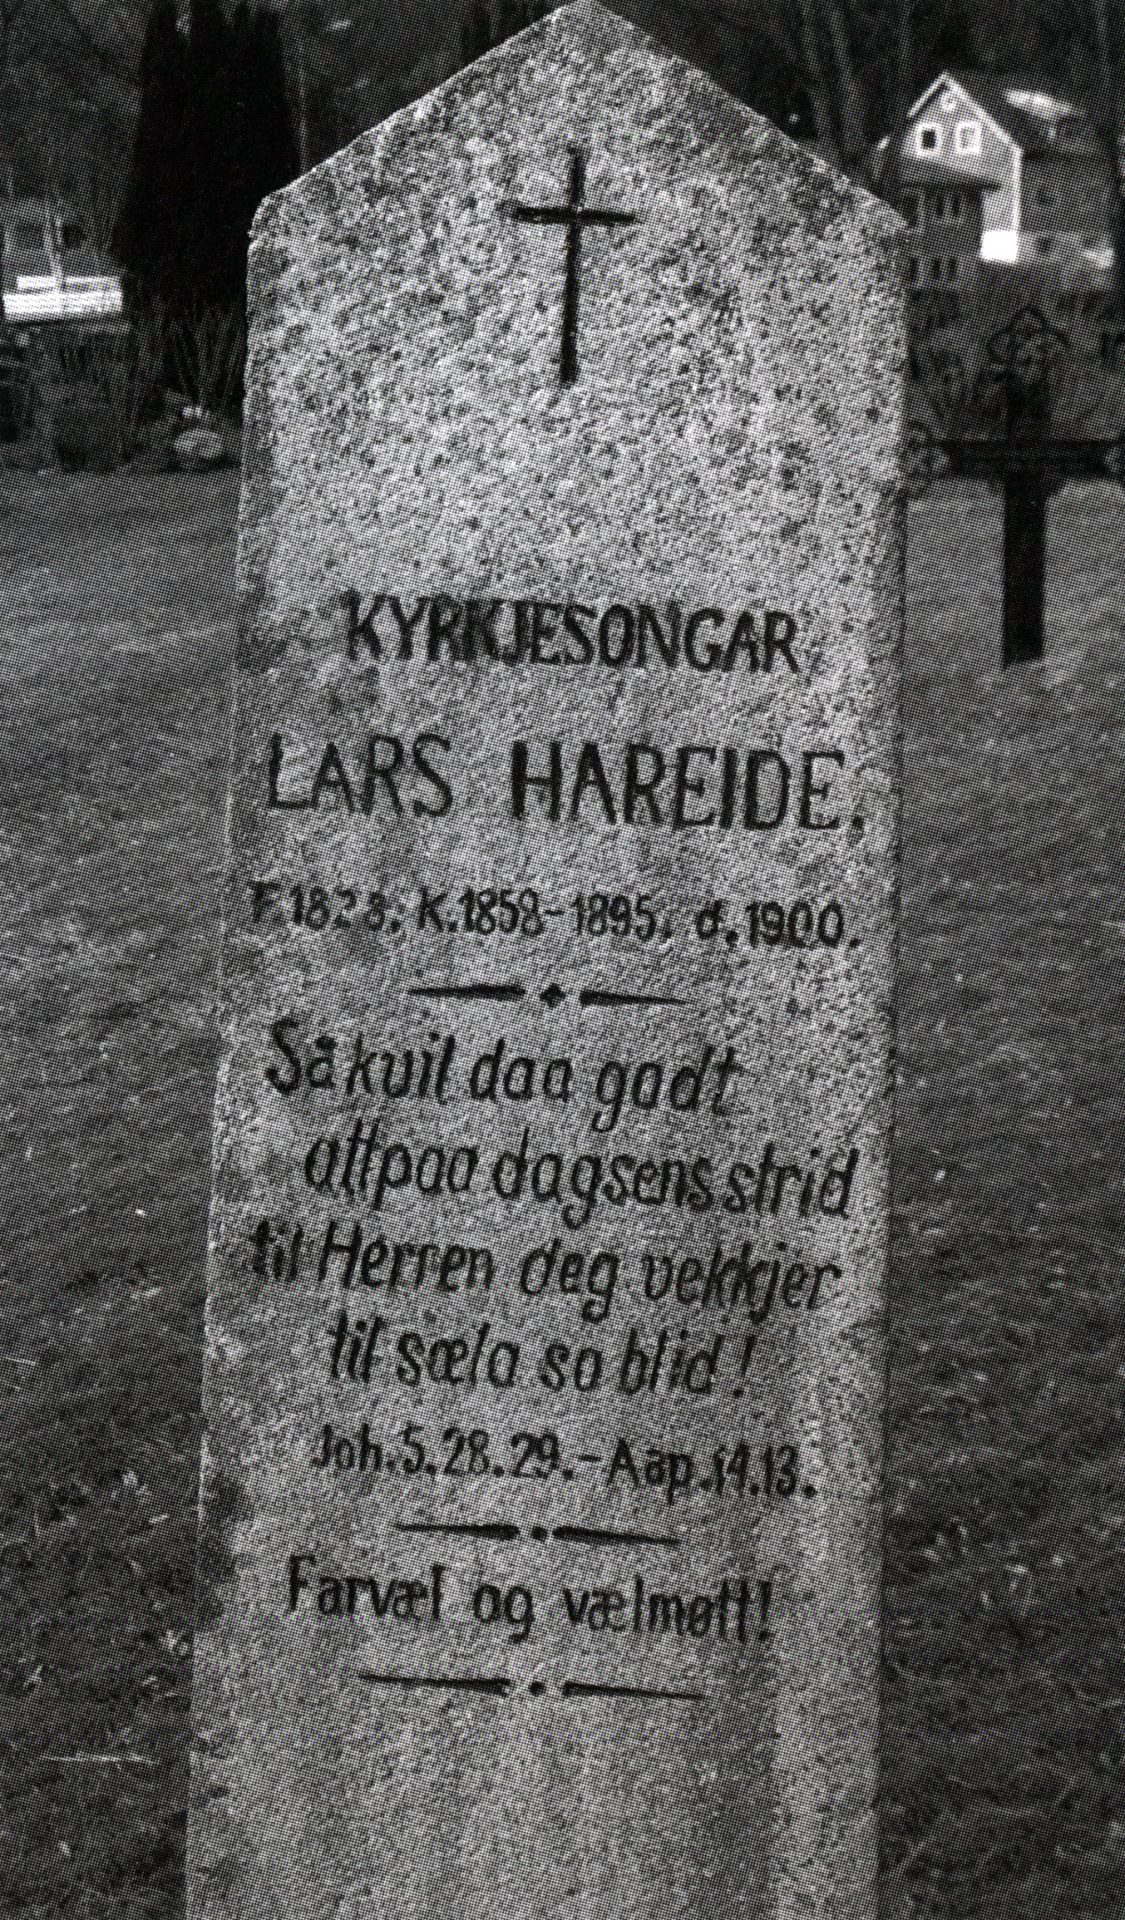 KYRKJESONGAR
LARS HAREIDE.
F. 1828. K. 1858-1895. d. 1900.
Så kvil daa godt
attpaa dagsens strid
til Herren deg vekkjer
til sæla so blid!
Joh. 5. 28. 29. - Aap. 14. 13.
Farvæl og vælmøtt!